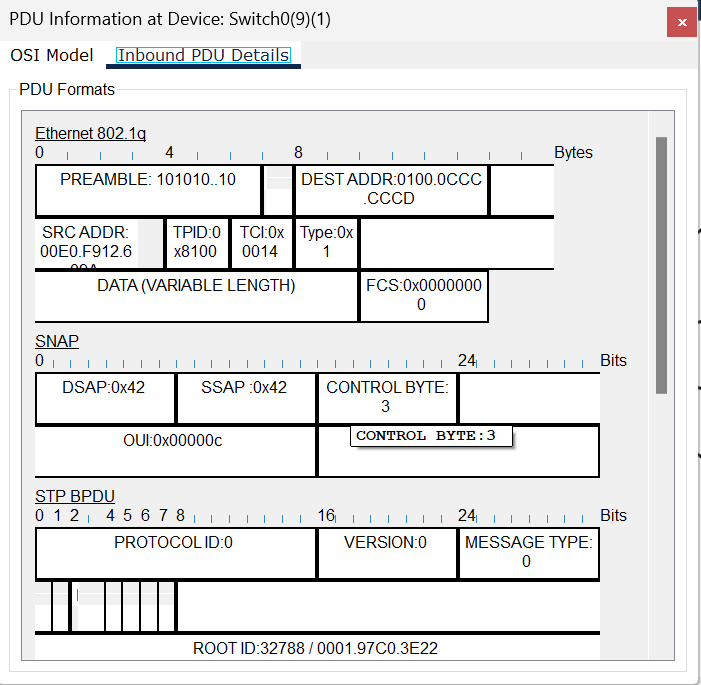 PDU Information at Device: Switch0(9)(1)
OSI Model Inbound PDU Details
PDU Formats
Ethernet 802.1q
0 4 8 Bytes
PREAMBLE: 101010..10
DEST ADDR:0100.0CCC
.CCCD
SRC ADDR:
00E0.F912.6
TPID:0
x8100
TCI:0x
0014
Type:0x
1
DATA (VARIABLE LENGTH)
FCS:0x0000000
0
SNAP
0 24 Bits
DSAP:0x42
SSAP :0x42
CONTROL BYTE:
3
OUI:0x00000c
CONTROL BYTE:3
STP BPDU
0 1 2 4 5 6 7 8 16 24 Bits
PROTOCOL ID:0
VERSION:0
MESSAGE TYPE:
0
ROOT ID:32788 / 0001.97C0.3E22